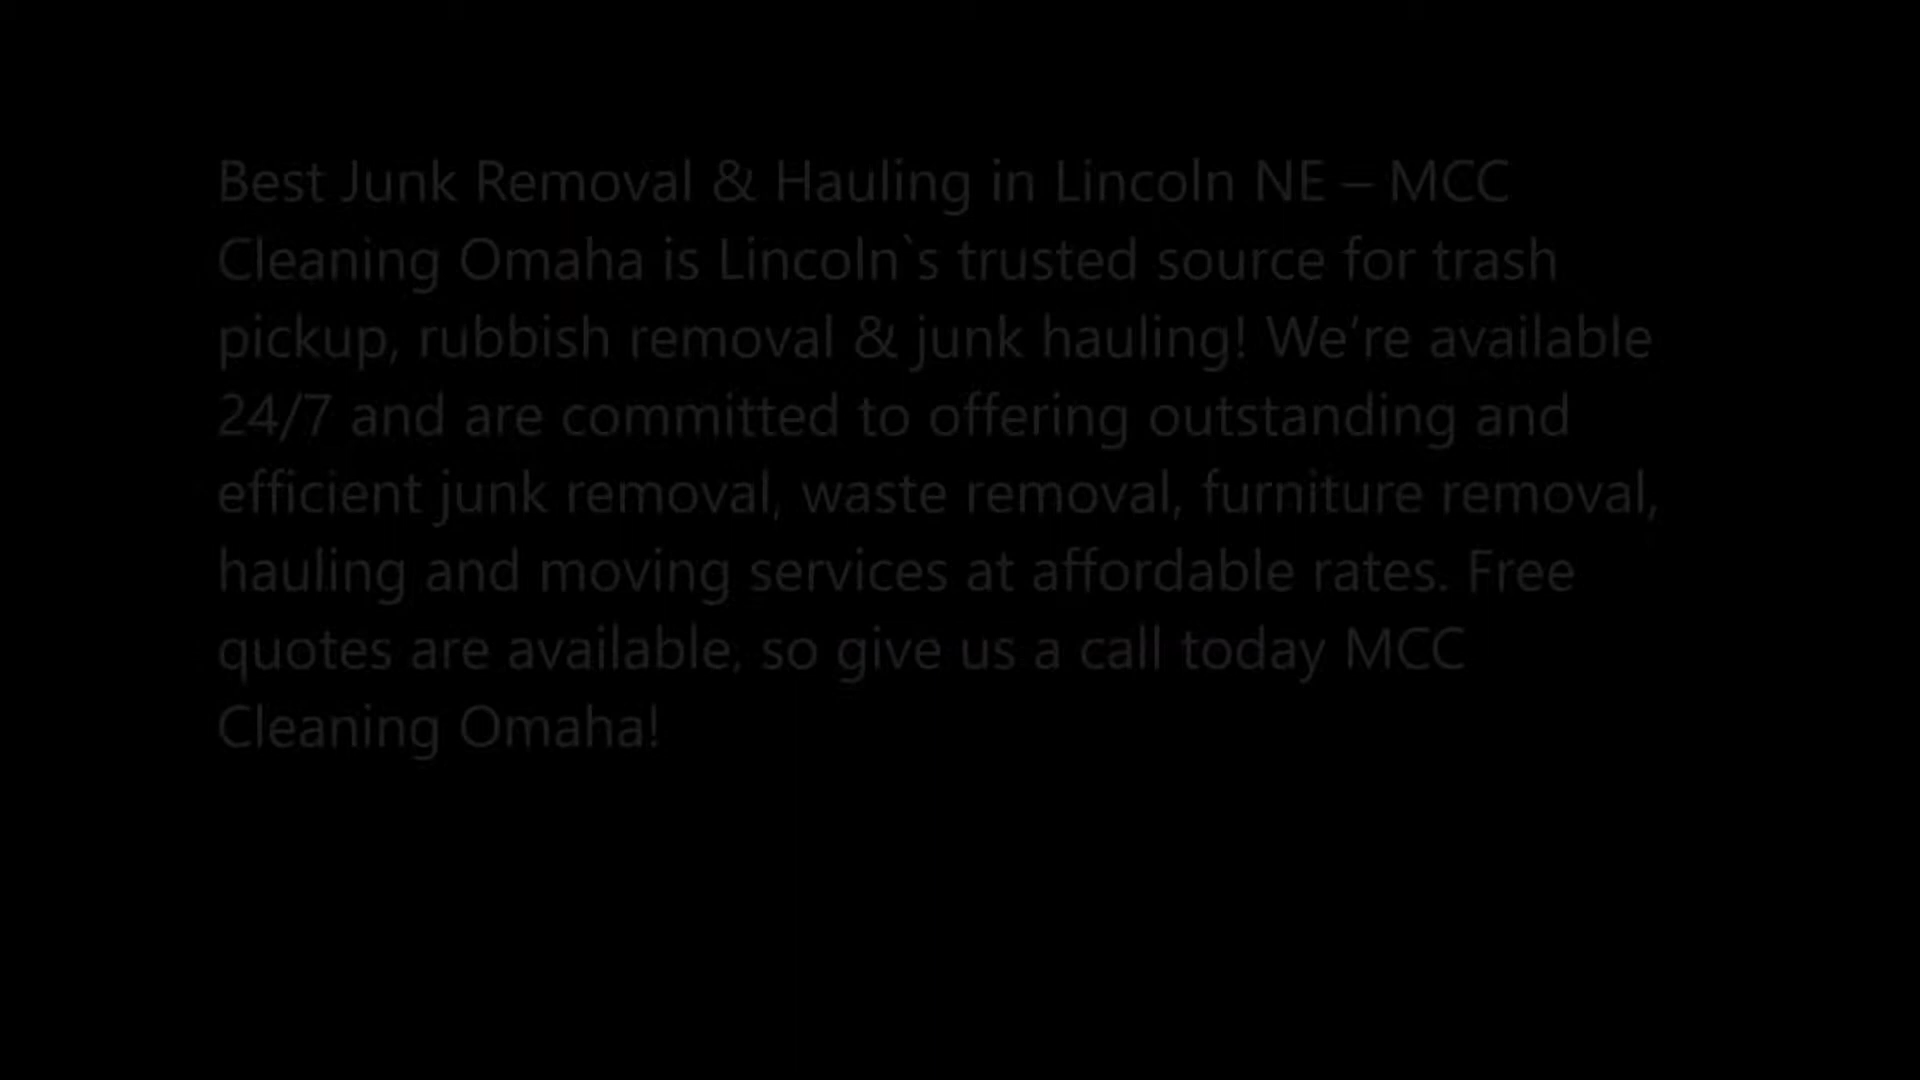 Best Junk Removal & Hauling in Lincoln NE – MCC
Cleaning Omaha is Lincoln`s trusted source for trash
pickup, rubbish removal & junk hauling! We’re available
24/7 and are committed to offering outstanding and
efficient junk removal, waste removal, furniture removal,
hauling and moving services at affordable rates. Free
quotes are available, so give us a call today MCC
Cleaning Omaha!